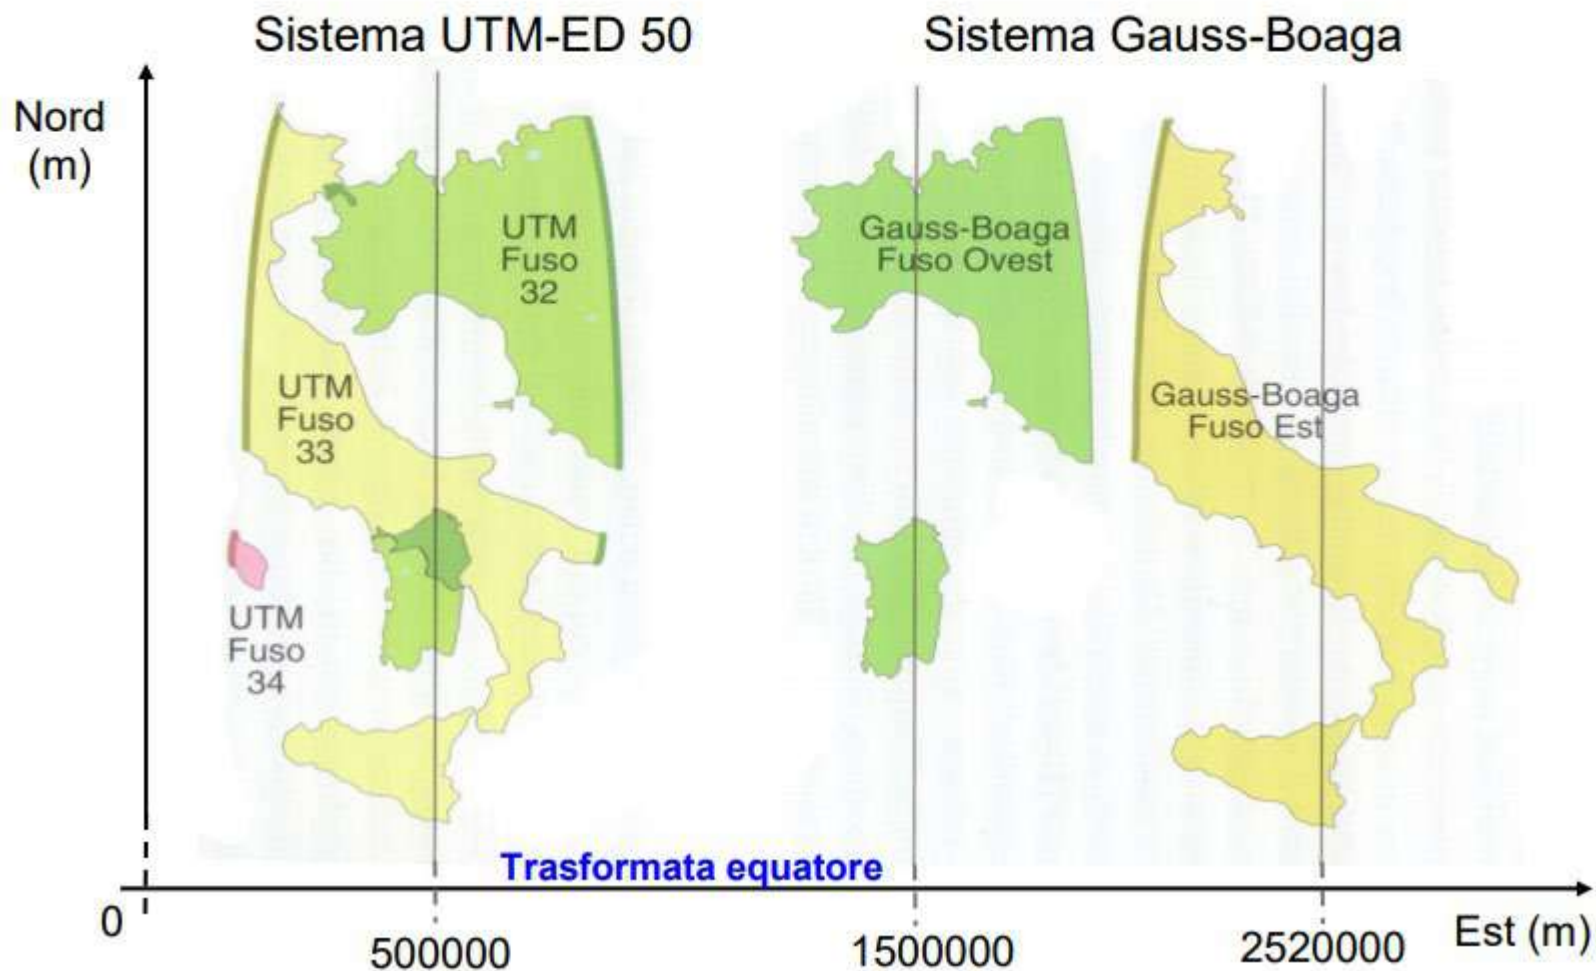 Sistema UTM-ED 50
Sistema Gauss-Boaga
Nord
(m)
UTM
Fuso
32
UTM
Fuso
33
UTM
Fuso
34
Gauss-Boaga
Fuso Ovest
Gauss-Boaga
Fuso Est
Trasformata equatore
0
500000
1500000
2520000
Est (m)